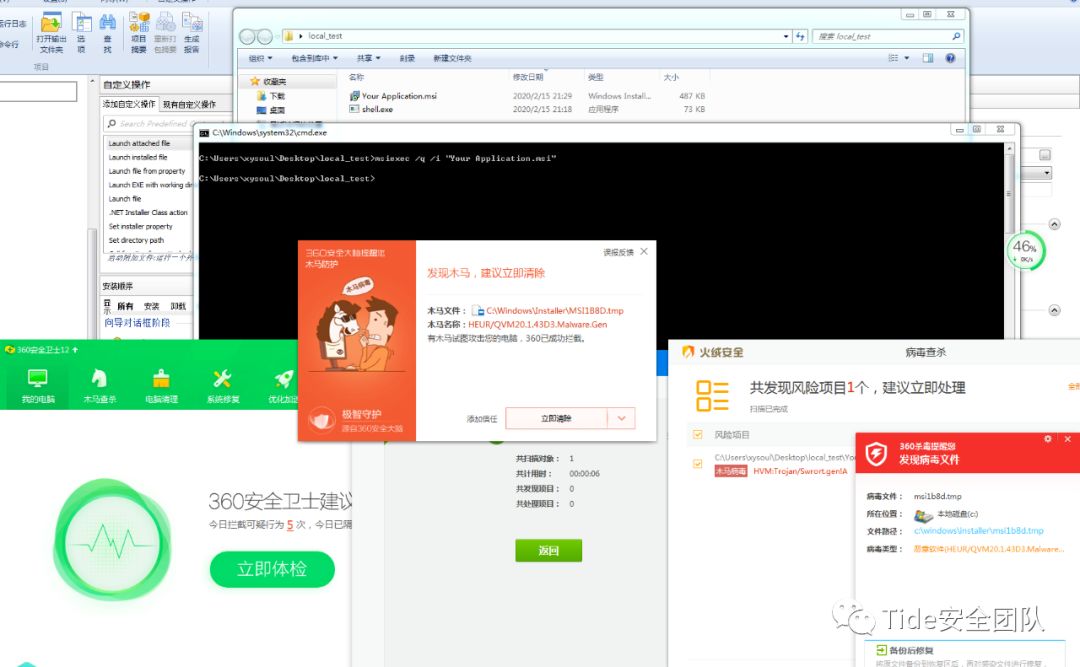 运行日志
命令行
打开输出
文件夹
选
项
查
找
项目
摘要
重新打
包摘要
生成
报告
项目
自定义操作
添加自定义操作
现有自定义操作
Search Predefined
Launch attached file
Launch installed file
Launch file from property
Launch EXE with working dir
Launch file
.NET Installer Class action
Set installer property
Set directory path
安装顺序
显示
所有
安装
卸载
向导对话框阶段
local_test
搜索 local_test
组织
包含到库中
共享
刻录
新建文件夹
收藏夹
下载
桌面
名称
修改日期
类型
大小
Your Application.msi
2020/2/15 21:29
Windows Install...
487 KB
shell.exe
2020/2/15 21:18
应用程序
73 KB
C:\Windows\system32\cmd.exe
C:\Users\xysoul\Desktop\local_test>msiexec /q /i "Your Application.msi"
C:\Users\xysoul\Desktop\local_test>
46%
0K/s
360安全大脑提醒您
木马防护
误报反馈
木马病毒
发现木马，建议立即清除
木马文件：
C:\Windows\Installer\MSI1B8D.tmp
木马名称：HEUR/QVM20.1.43D3.Malware.Gen
有木马试图攻击您的电脑，360已成功拦截。
极智守护
源自360安全大脑
添加信任
立即清除
360安全卫士12
我的电脑
木马查杀
电脑清理
系统修复
优化加速
360安全卫士建议
今日拦截可疑行为 5 次，今日已隔
立即体检
共扫描对象： 1
共计用时： 00:00:06
共发现项目： 0
共处理项目： 0
返回
火绒安全
病毒查杀
共发现风险项目1个，建议立即处理
扫描已完成
全部
风险项目
C:\Users\xysoul\Desktop\local_test\Yo
木马病毒
HVM:Trojan/Swrort.genIA
360杀毒提醒您
发现病毒文件
病毒文件： msi1b8d.tmp
所在位置： 本地磁盘(c:)
文件路径： c:\windows\installer\msi1b8d.tmp
病毒类型： 恶意软件(HEUR/QVM20.1.43D3.Malware...
备份后修复
Tide安全团队